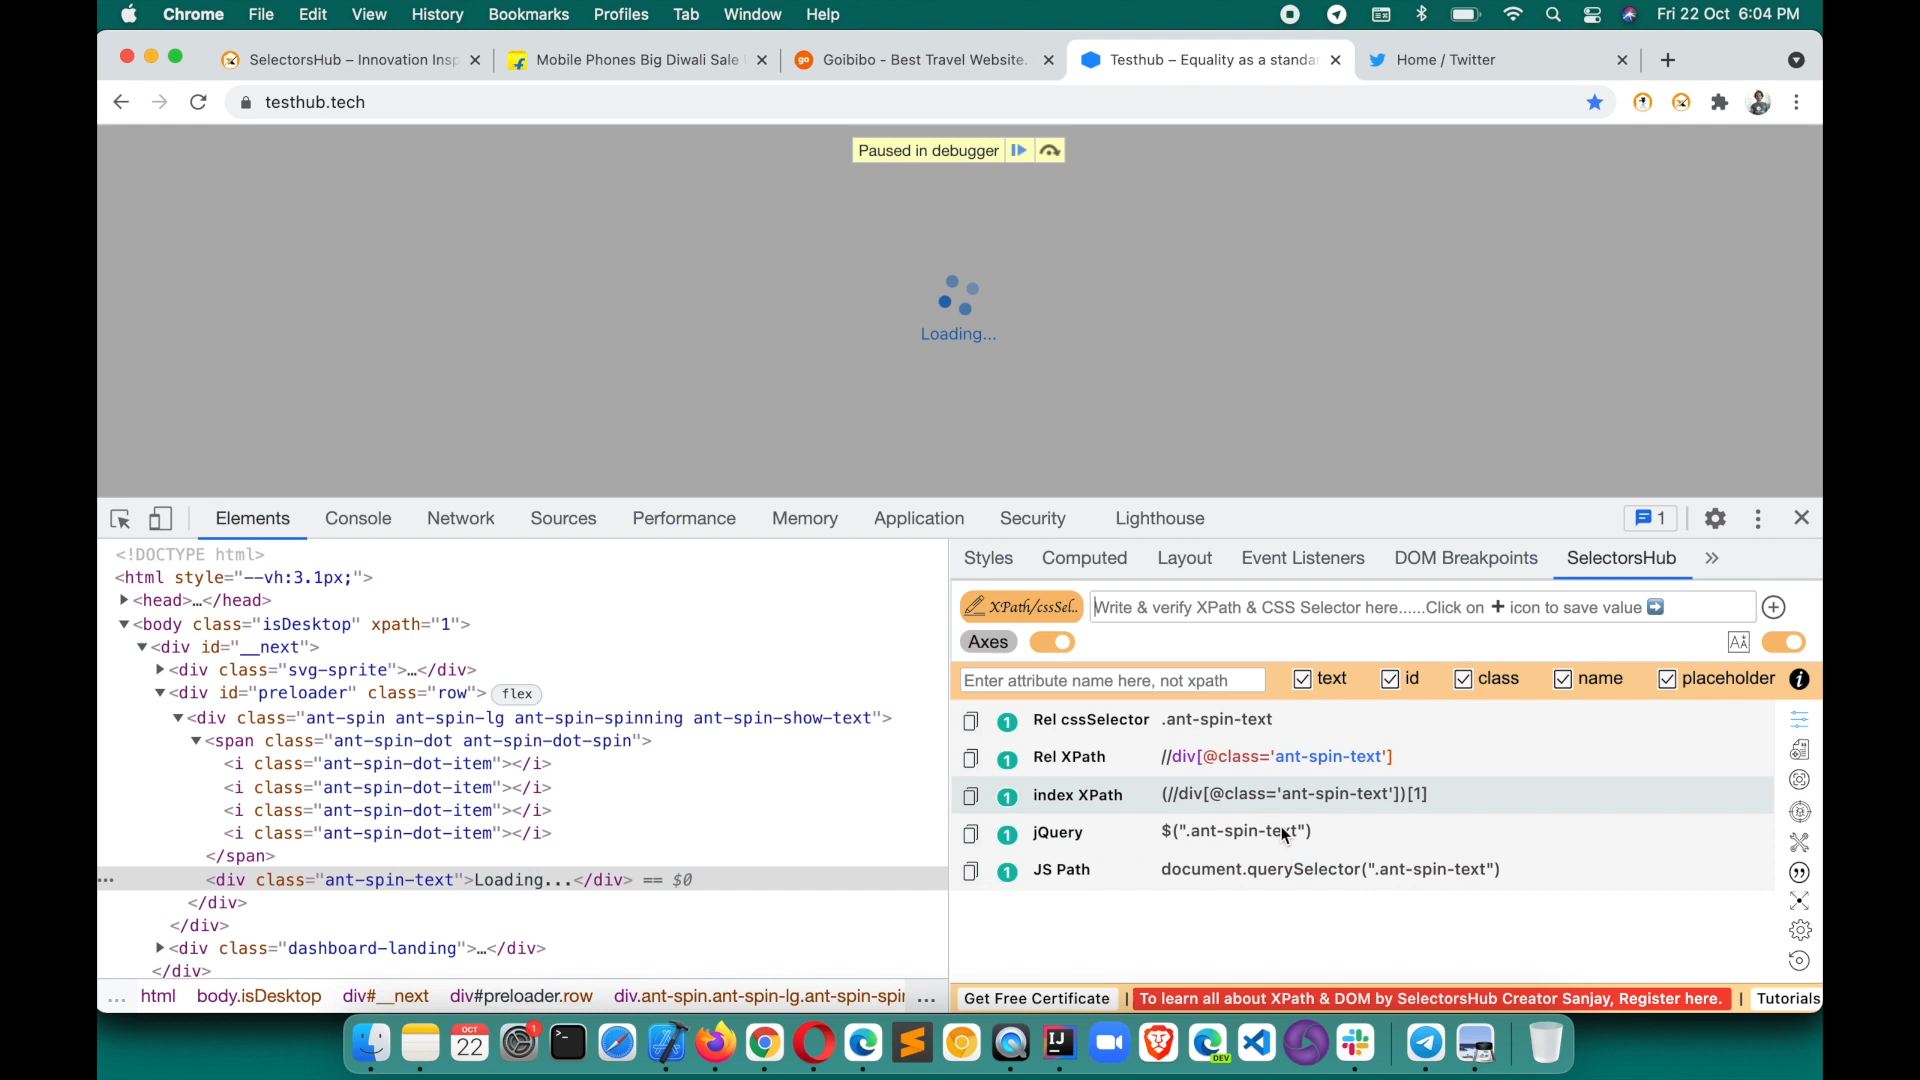 Chrome File Edit View History Bookmarks Profiles Tab Window Help Fri 22 Oct 6:04 PM
SelectorsHub – Innovation Insp Mobile Phones Big Diwali Sale go Goibibo - Best Travel Website. Testhub – Equality as a standar Home / Twitter
testhub.tech
Paused in debugger
Loading...
Elements Console Network Sources Performance Memory Application Security Lighthouse 1
<!DOCTYPE html>
<html style="--vh:3.1px;">
<head>…</head>
<body class="isDesktop" xpath="1">
<div id="__next">
<div class="svg-sprite">…</div>
<div id="preloader" class="row"> flex
<div class="ant-spin ant-spin-lg ant-spin-spinning ant-spin-show-text">
<span class="ant-spin-dot ant-spin-dot-spin">
<i class="ant-spin-dot-item"></i>
<i class="ant-spin-dot-item"></i>
<i class="ant-spin-dot-item"></i>
<i class="ant-spin-dot-item"></i>
</span>
... <div class="ant-spin-text">Loading...</div> == $0
</div>
</div>
<div class="dashboard-landing">…</div>
</div>
... html body.isDesktop div#__next div#preloader.row div.ant-spin.ant-spin-lg.ant-spin-spin ...
Styles Computed Layout Event Listeners DOM Breakpoints SelectorsHub »
XPath/cssSel.. Write & verify XPath & CSS Selector here......Click on + icon to save value
Axes
Enter attribute name here, not xpath text id class name placeholder i
1 Rel cssSelector .ant-spin-text
1 Rel XPath //div[@class='ant-spin-text']
1 index XPath (//div[@class='ant-spin-text'])[1]
1 jQuery $(".ant-spin-text")
1 JS Path document.querySelector(".ant-spin-text")
Get Free Certificate | To learn all about XPath & DOM by SelectorsHub Creator Sanjay, Register here. | Tutorials
OCT
22
1
IJ
DEV